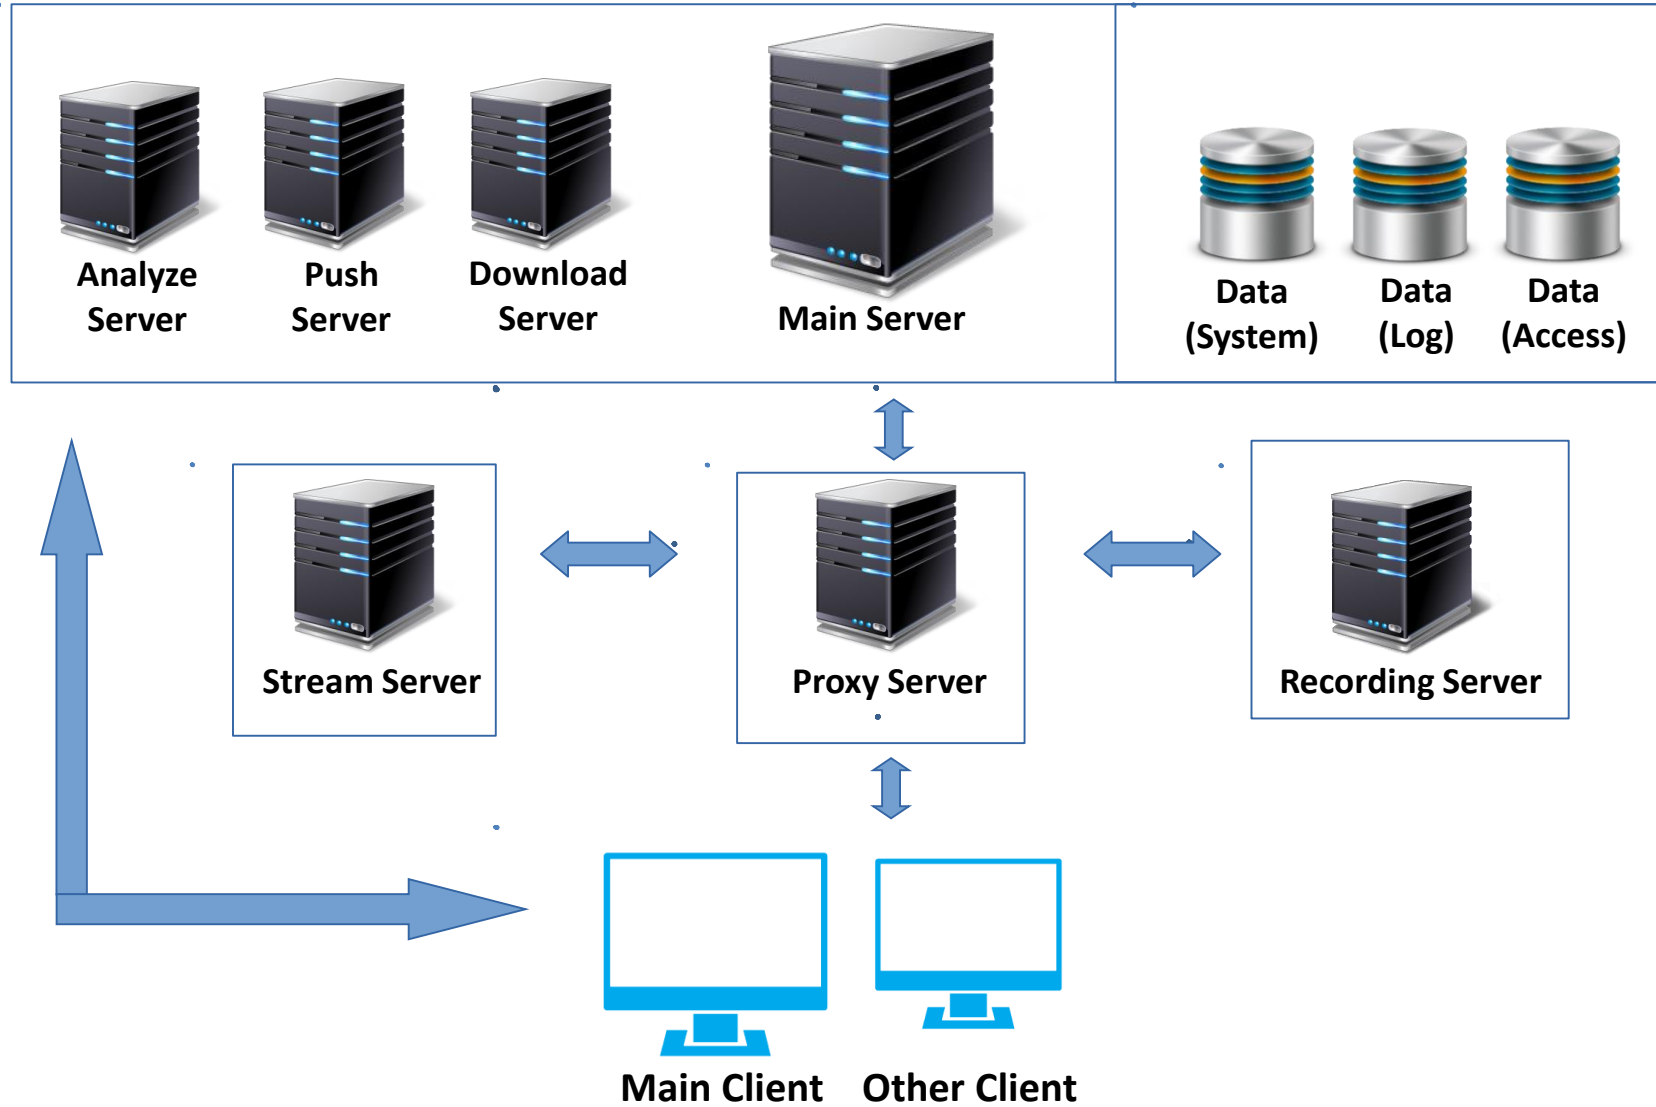 Analyze
Server
Push
Server
Download
Server
Main Server
Data
(System)
Data
(Log)
Data
(Access)
Stream Server
Proxy Server
Recording Server
Main Client
Other Client